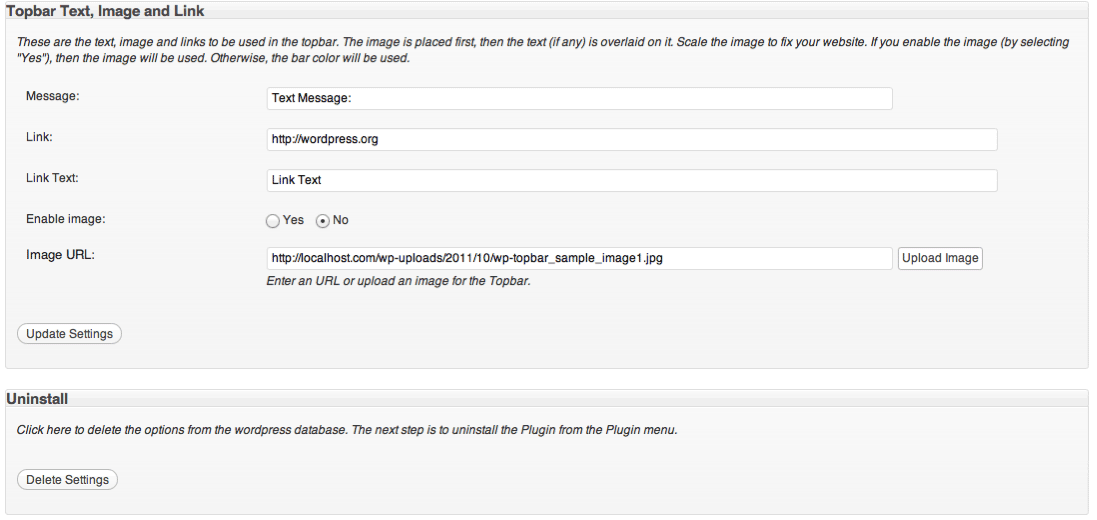 Topbar Text, Image and Link
These are the text, image and links to be used in the topbar. The image is placed first, then the text (if any) is overlaid on it. Scale the image to fix your website. If you enable the image (by selecting
"Yes"), then the image will be used. Otherwise, the bar color will be used.
Message: Text Message:
Link: http://wordpress.org
Link Text: Link Text
Enable image: Yes No
Image URL: http://localhost.com/wp-uploads/2011/10/wp-topbar_sample_image1.jpg Upload Image
Enter an URL or upload an image for the Topbar.
Update Settings
Uninstall
Click here to delete the options from the wordpress database. The next step is to uninstall the Plugin from the Plugin menu.
Delete Settings